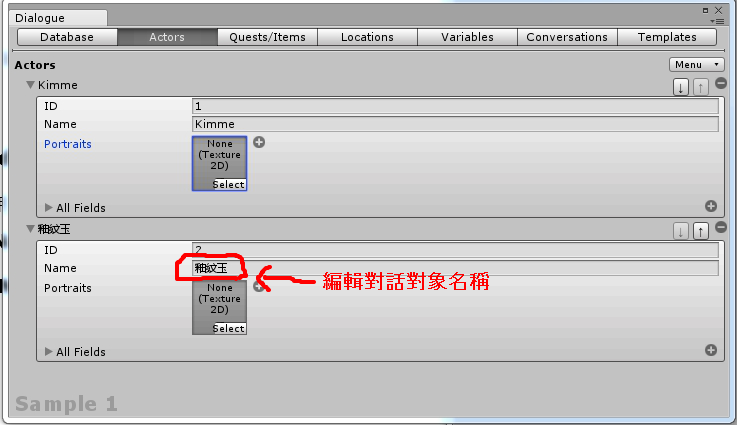 Dialogue
Database Actors Quests/Items Locations Variables Conversations Templates
Actors Menu
Kimme
ID 1
Name Kimme
Portraits None
(Texture
2D)
Select
All Fields
秞紋玉
ID 2
Name 秞紋玉
編輯對話對象名稱
Portraits None
(Texture
2D)
Select
All Fields
Sample 1